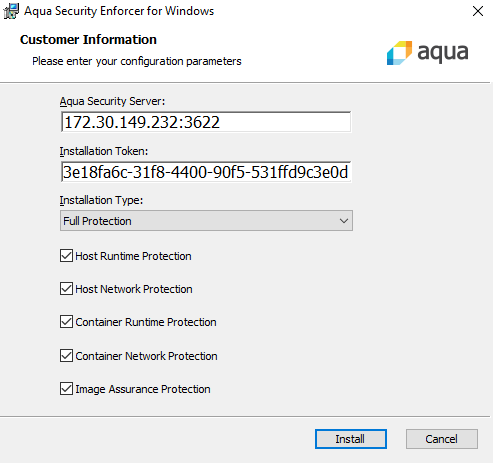 Aqua Security Enforcer for Windows
Customer Information
Please enter your configuration parameters
aqua
Aqua Security Server:
172.30.149.232:3622
Installation Token:
3e18fa6c-31f8-4400-90f5-531ffd9c3e0d
Installation Type:
Full Protection
Host Runtime Protection
Host Network Protection
Container Runtime Protection
Container Network Protection
Image Assurance Protection
Install Cancel